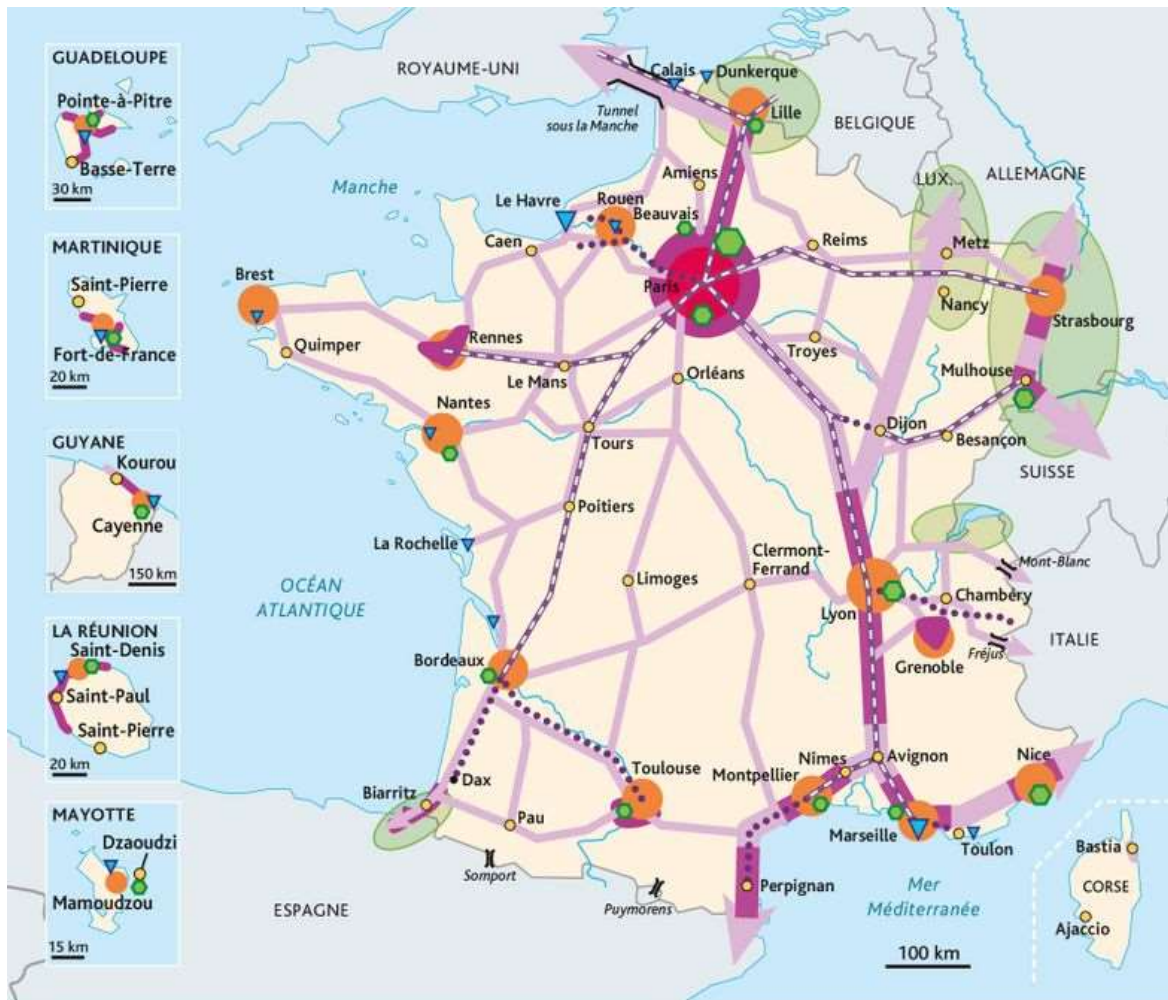 GUADELOUPE
Pointe-à-Pitre
Basse-Terre
30 km
MARTINIQUE
Saint-Pierre
Fort-de-France
20 km
GUYANE
Kourou
Cayenne
150 km
LA RÉUNION
Saint-Denis
Saint-Paul
Saint-Pierre
20 km
MAYOTTE
Dzaoudzi
Mamoudzou
15 km
ROYAUME-UNI
Calais
Dunkerque
Tunnel
sous la Manche
Lille
BELGIQUE
Manche
Amiens
LUX.
ALLEMAGNE
Le Havre
Rouen
Beauvais
Caen
Reims
Metz
Brest
Paris
Nancy
Strasbourg
Rennes
Quimper
Le Mans
Troyes
Mulhouse
Orléans
Nantes
Tours
Dijon
Besançon
SUISSE
Poitiers
La Rochelle
Clermont-
Ferrand
Mont-Blanc
OCÉAN
ATLANTIQUE
Limoges
Lyon
Chambéry
ITALIE
Bordeaux
Grenoble
Fréjus
Dax
Toulouse
Montpellier
Nîmes
Avignon
Nice
Biarritz
Pau
Marseille
Toulon
Bastia
Somport
Perpignan
CORSE
ESPAGNE
Puymorens
Mer
Méditerranée
Ajaccio
100 km